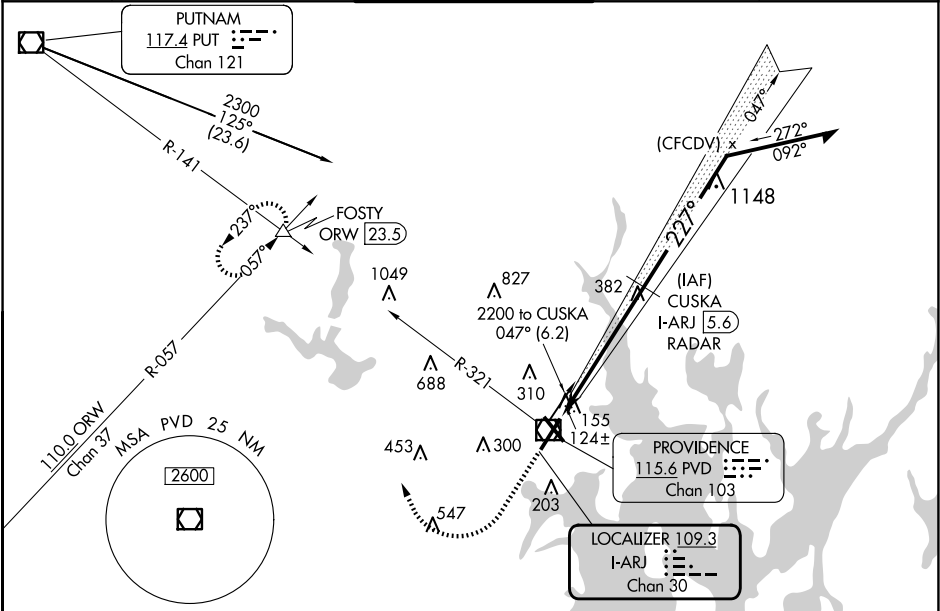 PUTNAM
117.4 PUT
Chan 121
2300
125°
(23.6)
R-141
047°
(CFCDV) x
272°
092°
1148
237°
057°
FOSTY
ORW 23.5
227°
1049
827
382
(IAF)
CUSKA
I-ARJ 5.6
RADAR
2200 to CUSKA
047° (6.2)
R-057
R-321
688
310
110.0 ORW
Chan 37
155
124±
MSA PVD 25 NM
2600
453
300
PROVIDENCE
115.6 PVD
Chan 103
203
547
LOCALIZER 109.3
I-ARJ
Chan 30